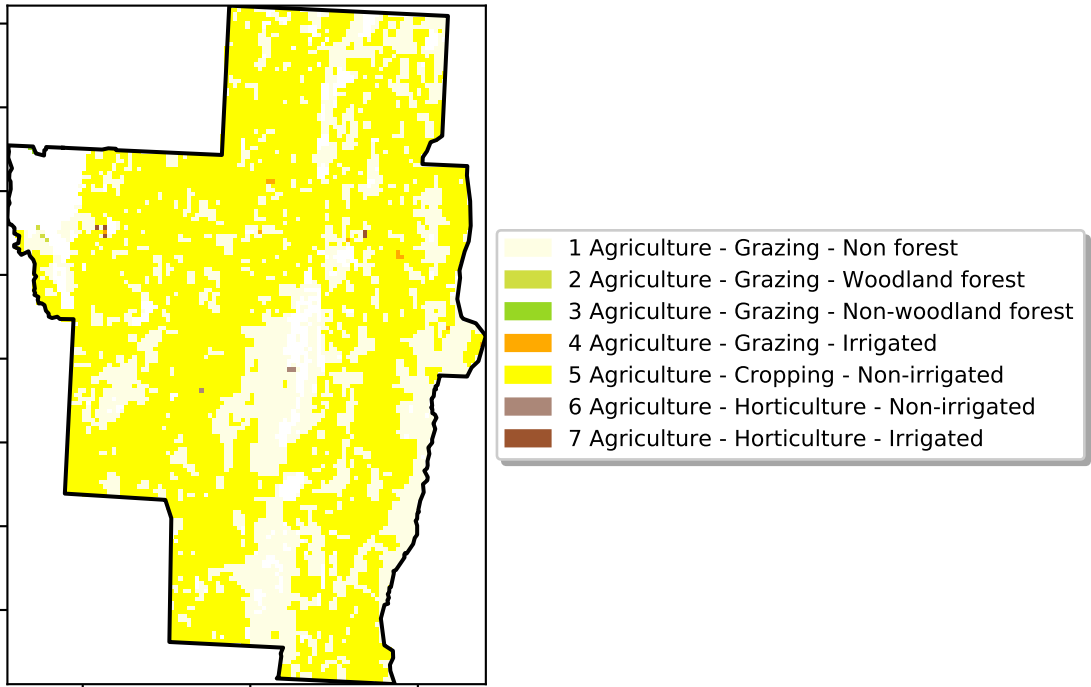 1 Agriculture - Grazing - Non forest
2 Agriculture - Grazing - Woodland forest
3 Agriculture - Grazing - Non-woodland forest
4 Agriculture - Grazing - Irrigated
5 Agriculture - Cropping - Non-irrigated
6 Agriculture - Horticulture - Non-irrigated
7 Agriculture - Horticulture - Irrigated